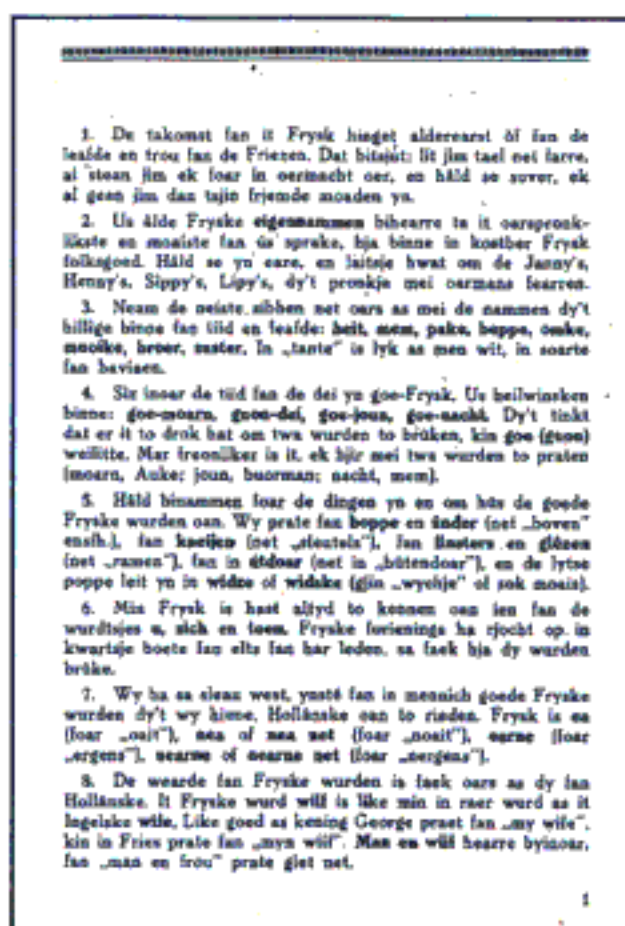 1. De takomst fan it Frysk hinget alderearst ôf fan de
leafde en trou fan de Friezen. Dat bitsjut: lit jim tael net farre,
al stean jim ek foar in oermacht oer, en hâld se suver, ek
al gean jim dan tsjin frjemde moaden yn.
2. Us âlde Fryske eigennammen bihearre ta it oarspronk-
likste en moaiste fan ús sprake, hja binne in kostber Frysk
folksgoed. Hâld se yn eare, en laitsje hwat om de Janny's,
Henny's, Sippy's, Lipy's, dy't pronkje mei oarmans fearren.
3. Neam de neiste sibben net oars as mei de nammen dy't
hillige binne fan tiid en leafde: heit, mem, pake, beppe, omke,
moaike, broer, suster. In „tante" is lyk as men wit, in soarte
fan bavisen.
4. Siz inoar de tiid fan de dei yn goe-Frysk. Us heilwinsken
binne: goe-moarn, goen-dei, goe-joun, goe-nacht. Dy't tinkt
dat er it to drok hat om twa wurden to brûken, kin goe (goen)
weilitte. Mar freonliker is it, ek hjir mei twa wurden to praten
(moarn, Auke; joun, buorman; nacht, mem).
5. Hâld binammen foar de dingen yn en om hûs de goede
Fryske wurden oan. Wy prate fan boppe en ûnder (net „boven"
ensfh.), fan kaeijen (net „sleutels"), fan finsters en glêzen
(net „ramen"), fan in útdoar (net in „bûtendoar"), en de lytse
poppe leit yn in widze of widske (gjin „wychje" of sok moais).
6. Min Frysk is hast altyd to kennen oan ien fan de
wurdtsjes u, zich en toen. Fryske forienings ha rjocht op in
kwartsje boete fan elts fan har leden, sa faek hja dy wurden
brûke.
7. Wy ha sa sleau west, ynsté fan in mennich goede Fryske
wurden dy't wy hiene, Hollânske oan to rieden. Frysk is ea
(foar „ooit"), nea of nea net (foar „nooit"), earne (foar
„ergens"), nearne of nearne net (foar „nergens").
8. De wearde fan Fryske wurden is faek oars as dy fan
Hollânske. It Fryske wurd wiif is like min in raer wurd as it
Ingelske wife. Like goed as kening George praet fan „my wife",
kin in Fries prate fan „myn wiif". Man en wiif hearre byinoar,
fan „man en frou" prate giet net.
1